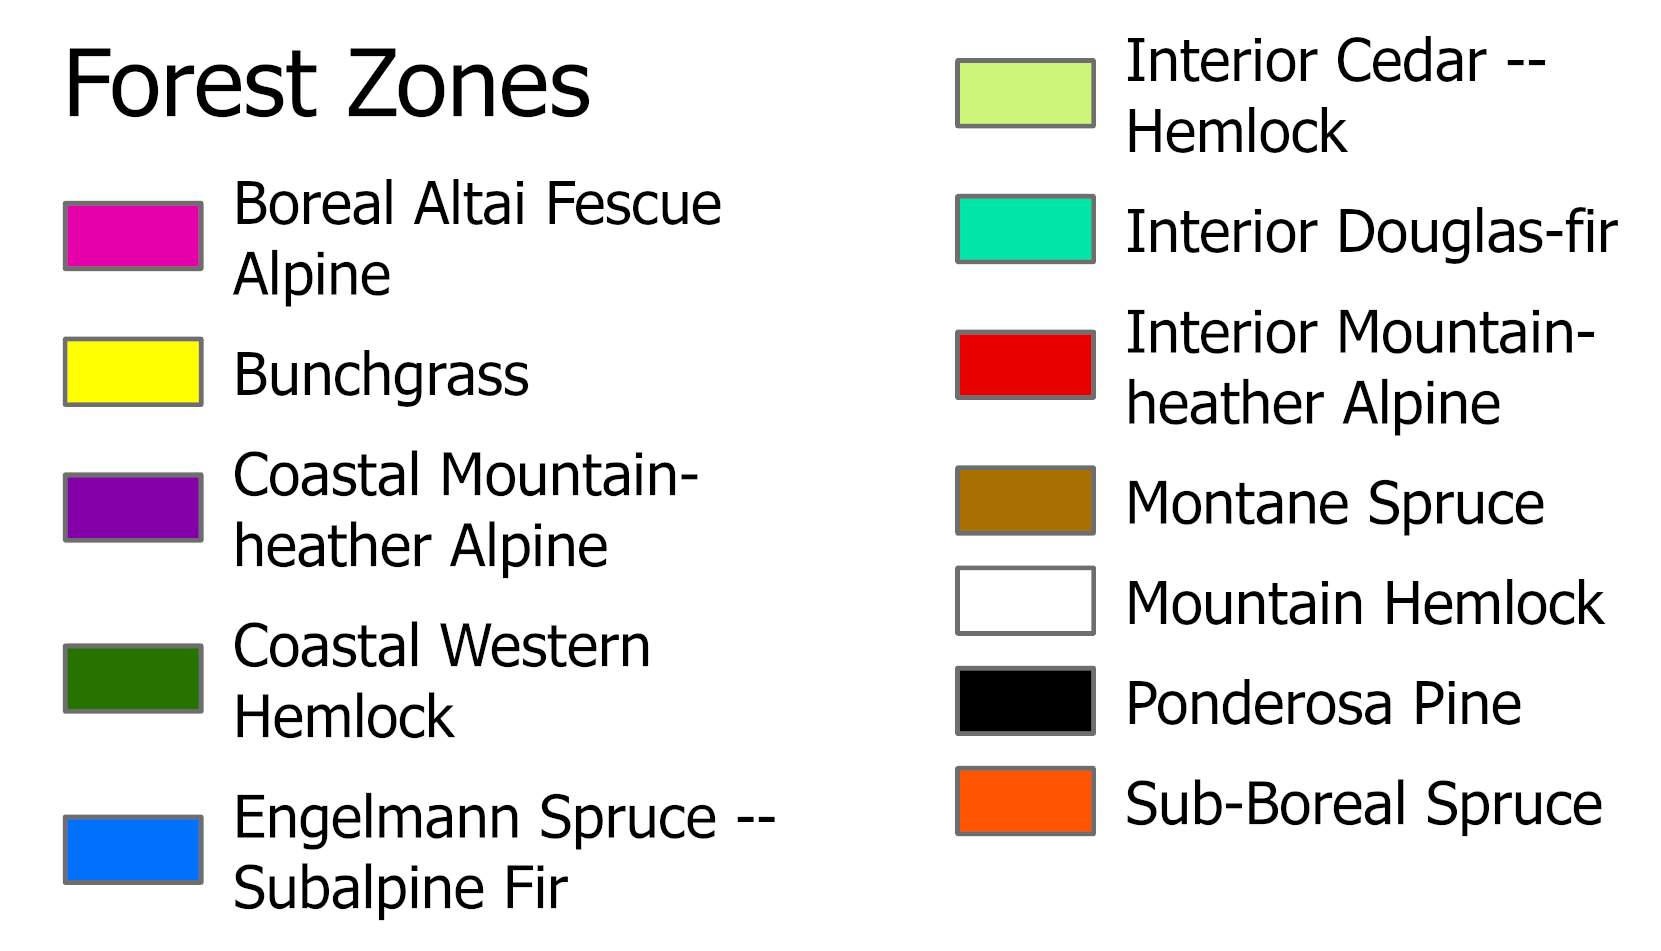 Forest Zones
Boreal Altai Fescue
Alpine
Bunchgrass
Coastal Mountain-
heather Alpine
Coastal Western
Hemlock
Engelmann Spruce --
Subalpine Fir
Interior Cedar --
Hemlock
Interior Douglas-fir
Interior Mountain-
heather Alpine
Montane Spruce
Mountain Hemlock
Ponderosa Pine
Sub-Boreal Spruce